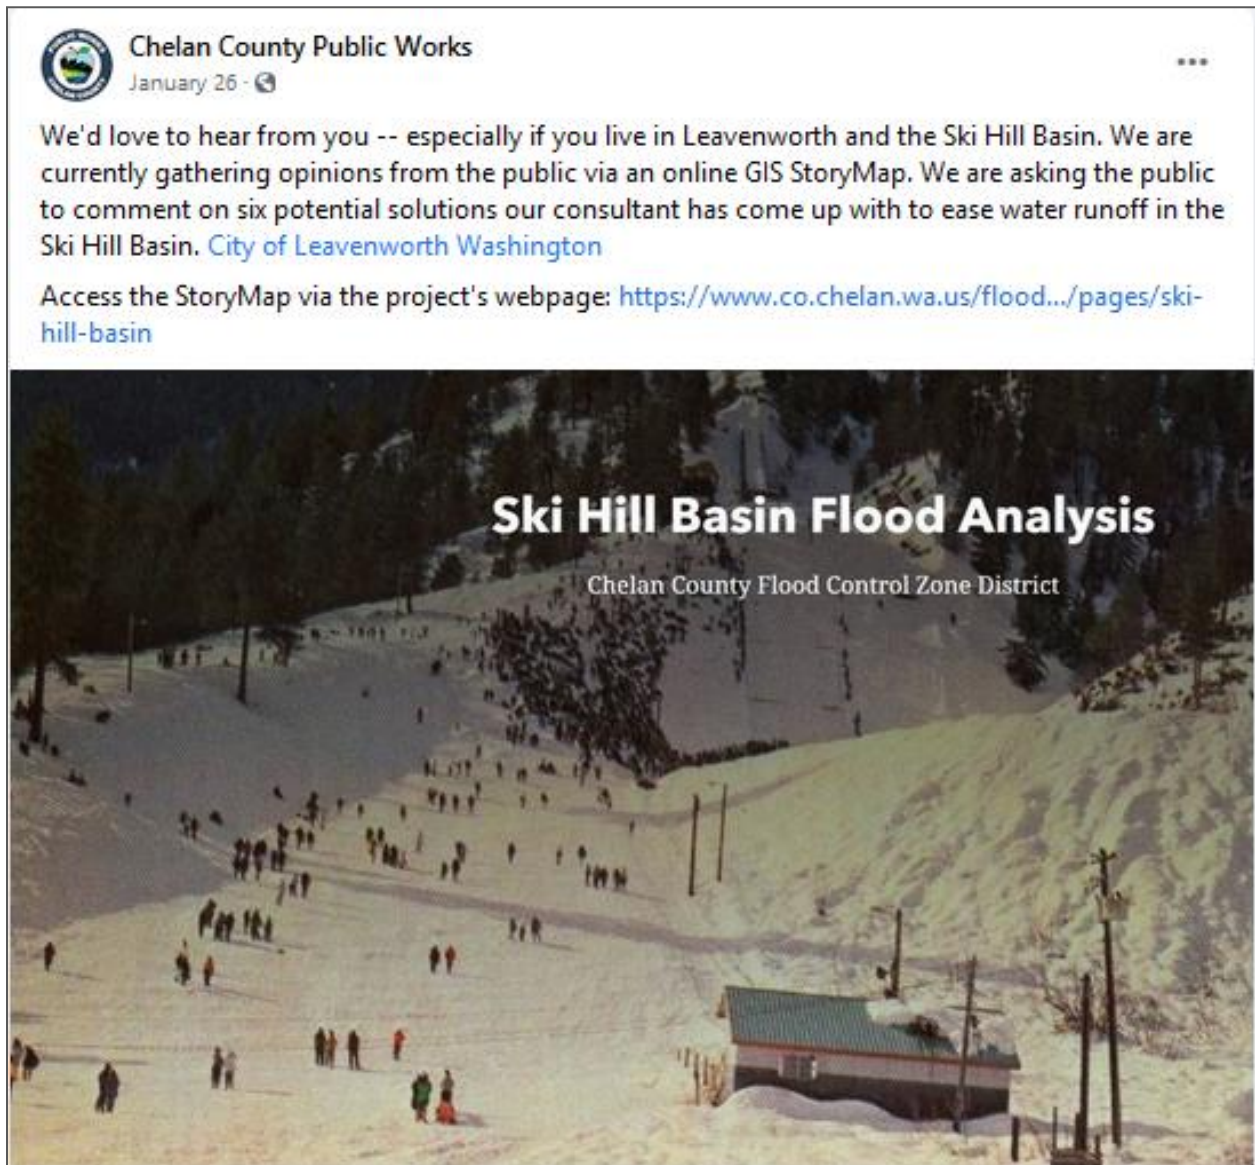 Chelan County Public Works
January 26 ·
We'd love to hear from you -- especially if you live in Leavenworth and the Ski Hill Basin. We are
currently gathering opinions from the public via an online GIS StoryMap. We are asking the public
to comment on six potential solutions our consultant has come up with to ease water runoff in the
Ski Hill Basin. City of Leavenworth Washington
Access the StoryMap via the project's webpage: https://www.co.chelan.wa.us/flood.../pages/ski-
hill-basin
Ski Hill Basin Flood Analysis
Chelan County Flood Control Zone District